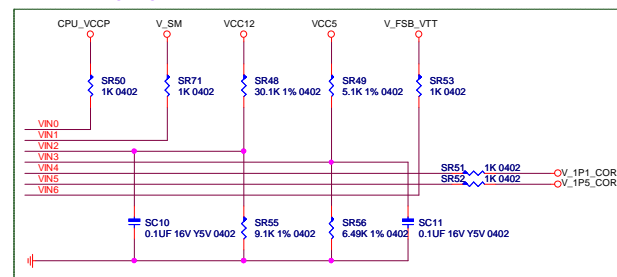 CPU_VCCP V_SM VCC12 VCC5 V_FSB_VTT
SR50 SR71 SR48 SR49 SR53
1K 0402 1K 0402 30.1K 1% 0402 5.1K 1% 0402 1K 0402
VIN0
VIN1
VIN2
VIN3
VIN4 SR51 1K 0402 V_1P1_COR
VIN5 SR52 1K 0402 V_1P5_COR
VIN6
SC10 SR55 SR56 SC11
0.1UF 16V Y5V 0402 9.1K 1% 0402 6.49K 1% 0402 0.1UF 16V Y5V 0402